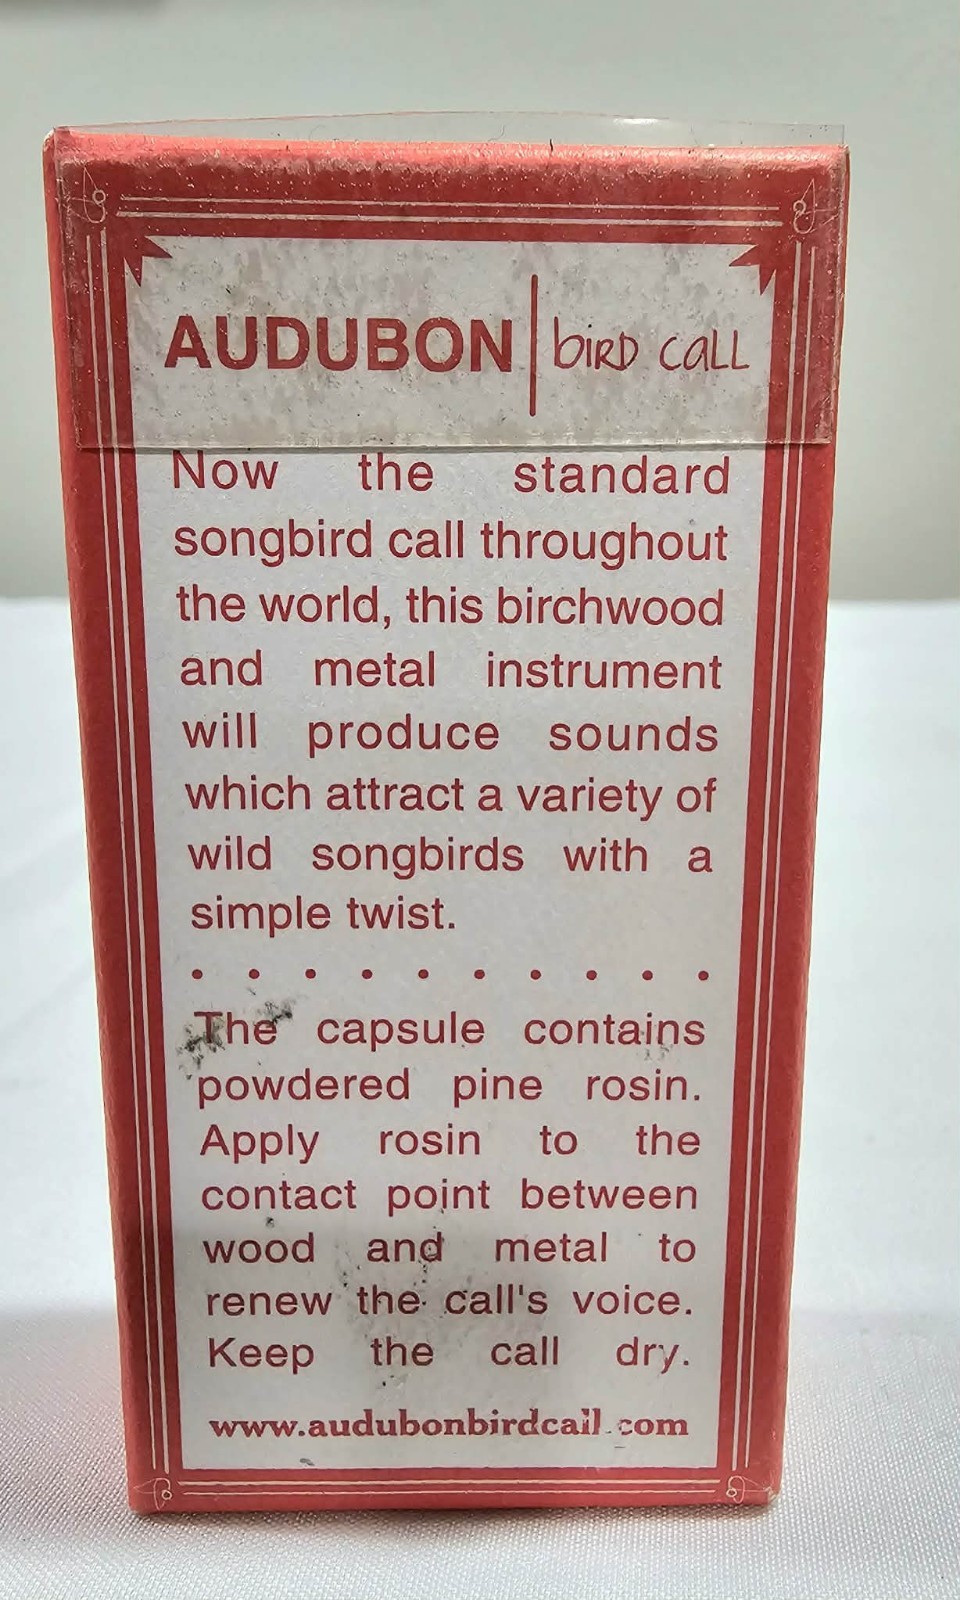 AUDUBON | bird call
Now the standard
songbird call throughout
the world, this birchwood
and metal instrument
will produce sounds
which attract a variety of
wild songbirds with a
simple twist.
. . . . . . . . . .
The capsule contains
powdered pine rosin.
Apply rosin to the
contact point between
wood and metal to
renew the call's voice.
Keep the call dry.
www.audubonbirdcall.com